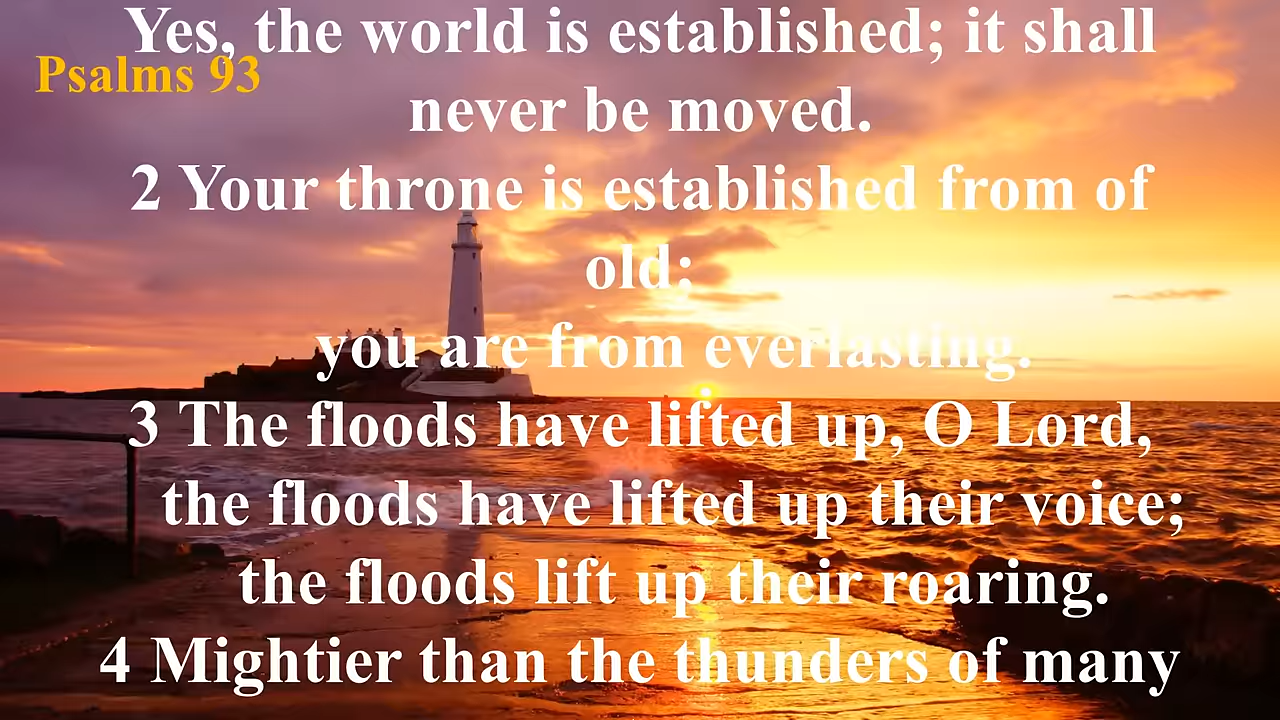 Yes, the world is established; it shall
Psalms 93
never be moved.
2 Your throne is established from of
old;
you are from everlasting.
3 The floods have lifted up, O Lord,
the floods have lifted up their voice;
the floods lift up their roaring.
4 Mightier than the thunders of many